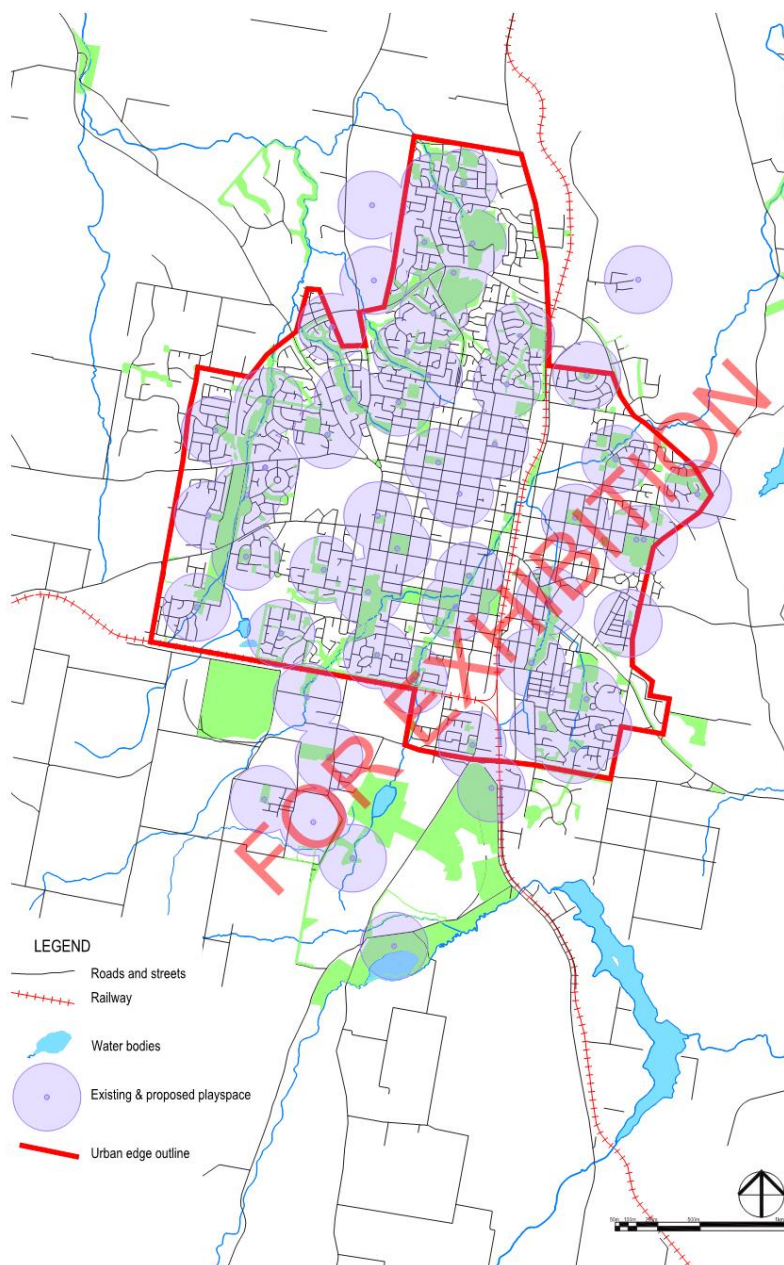 FOR EXHIBITION
LEGEND
Roads and streets
Railway
Water bodies
Existing & proposed playspace
Urban edge outline